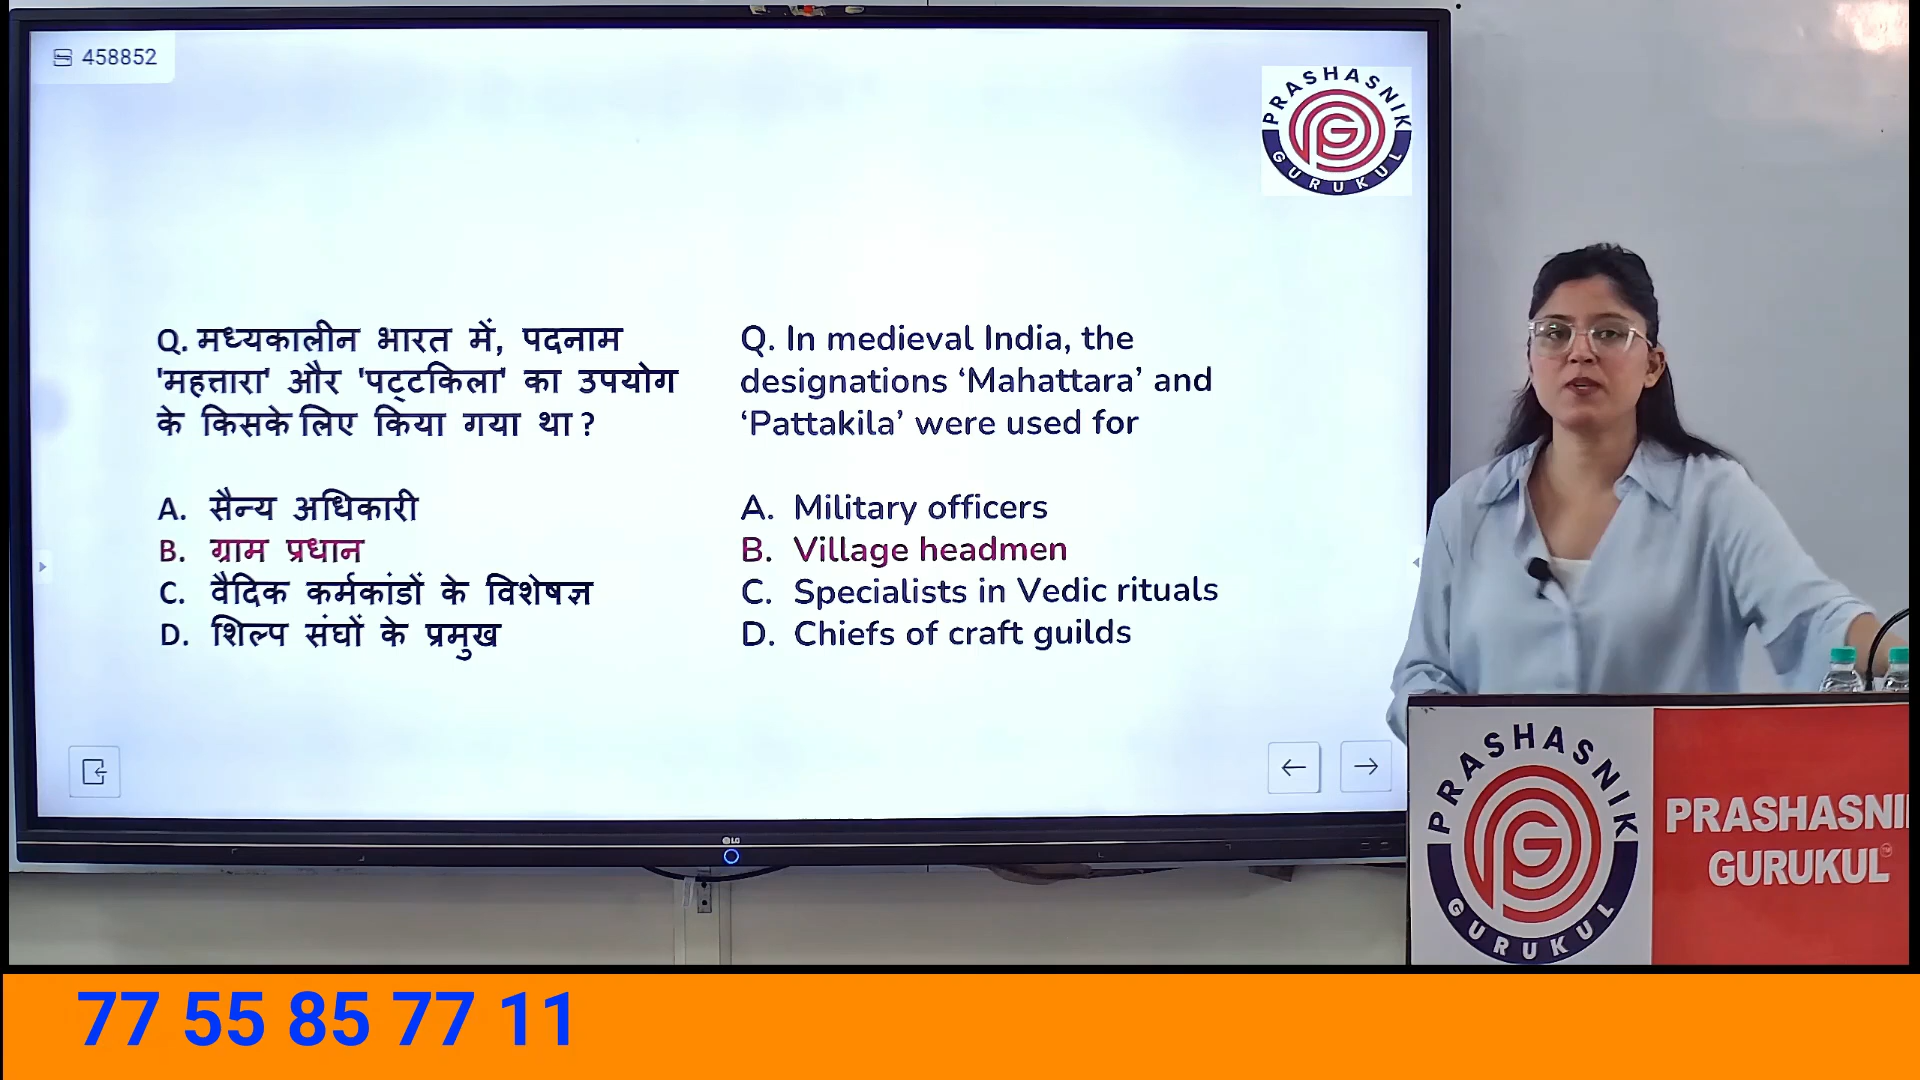 458852
PRASHASNIK
GURUKUL
Q. मध्यकालीन भारत में, पदनाम
'महत्तारा' और 'पट्टकिला' का उपयोग
के किसके लिए किया गया था ?
A. सैन्य अधिकारी
B. ग्राम प्रधान
C. वैदिक कर्मकांडों के विशेषज्ञ
D. शिल्प संघों के प्रमुख
Q. In medieval India, the
designations ‘Mahattara’ and
‘Pattakila’ were used for
A. Military officers
B. Village headmen
C. Specialists in Vedic rituals
D. Chiefs of craft guilds
LG
PRASHASNIK
GURUKUL
PRASHASNI
GURUKUL™
77 55 85 77 11